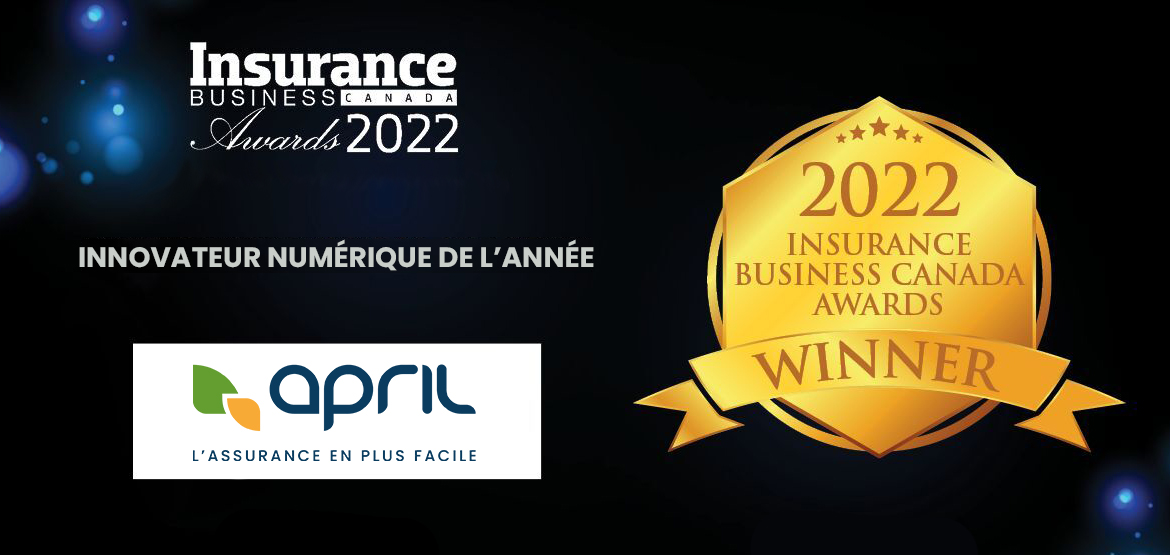 Insurance
BUSINESS CANADA
Awards 2022
INNOVATEUR NUMÉRIQUE DE L’ANNÉE
april
L’ASSURANCE EN PLUS FACILE
2022
INSURANCE
BUSINESS CANADA
AWARDS
WINNER